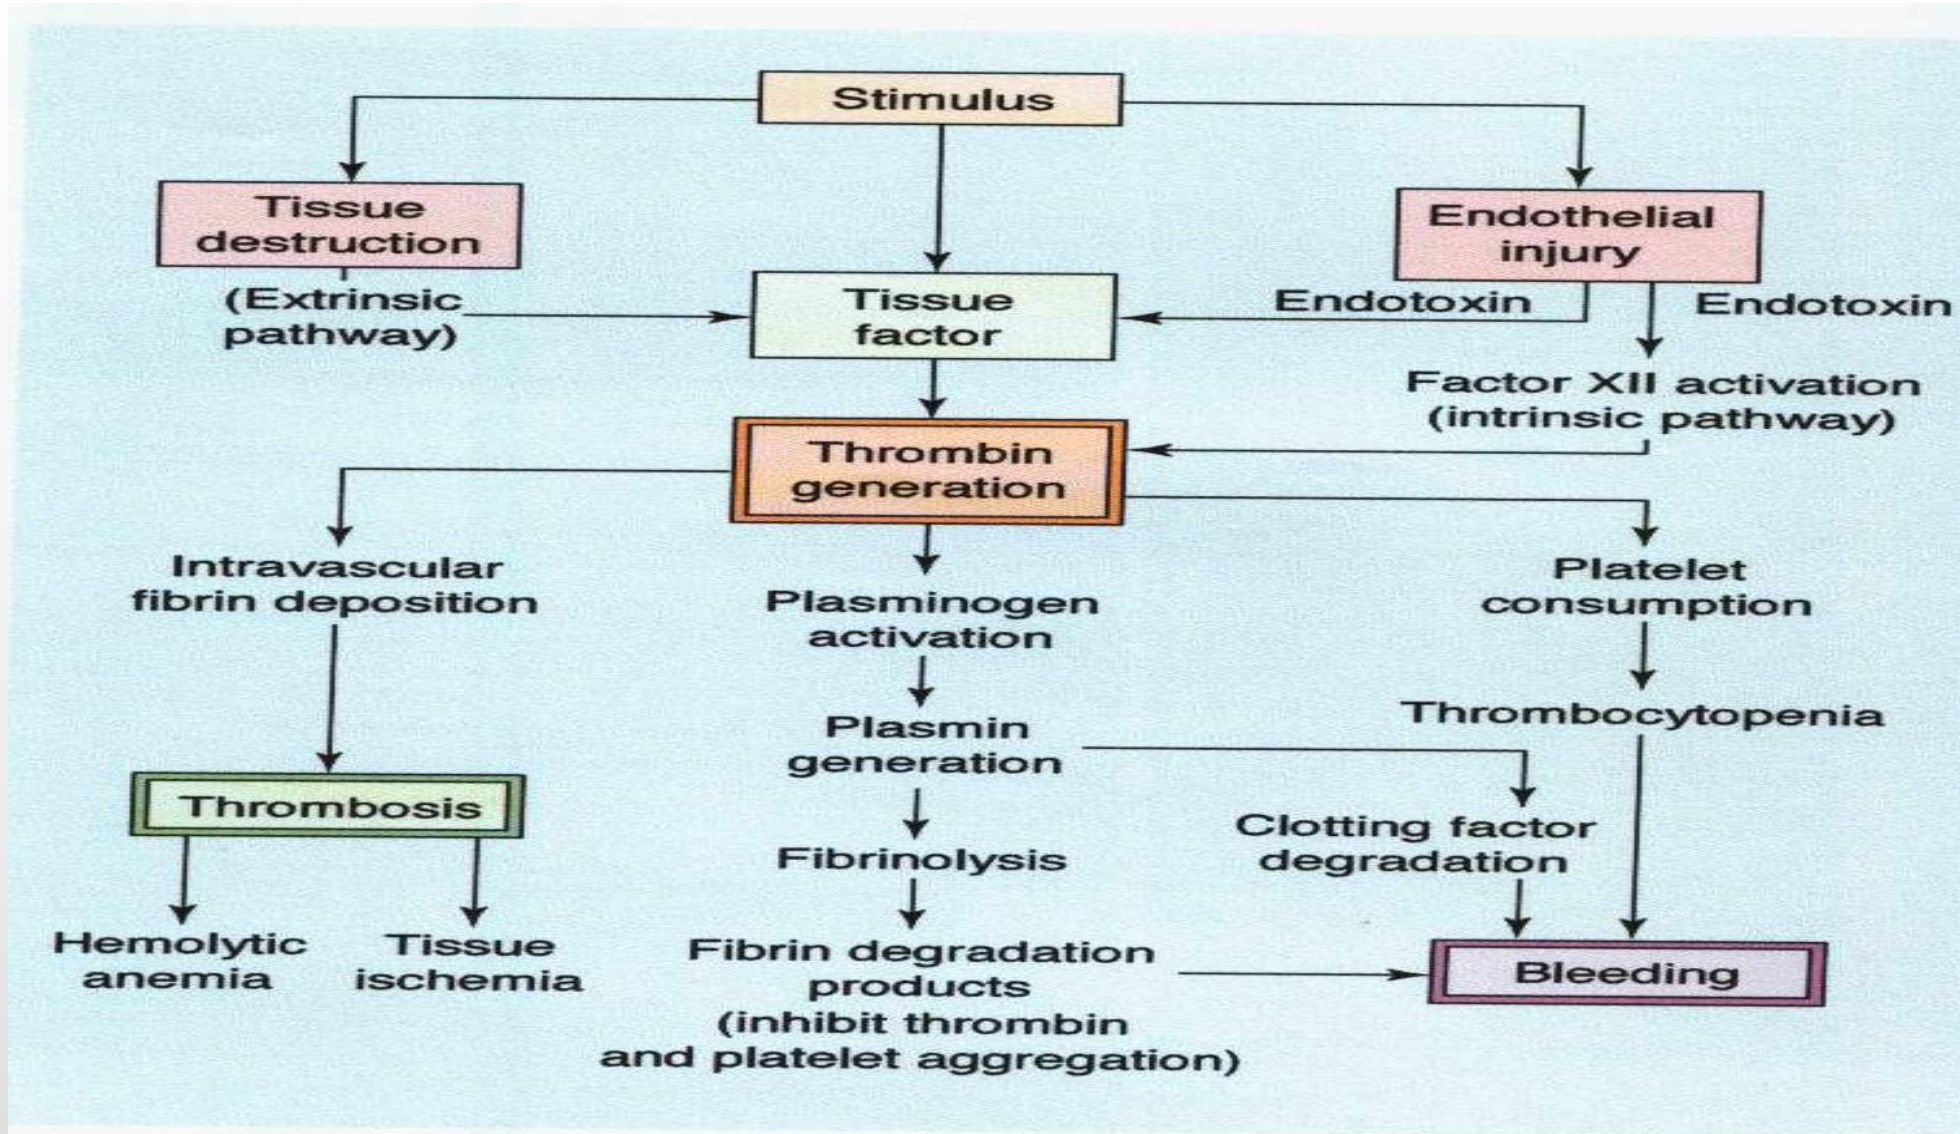 Stimulus
Tissue
destruction
Endothelial
injury
(Extrinsic
pathway)
Tissue
factor
Endotoxin
Endotoxin
Factor XII activation
(intrinsic pathway)
Thrombin
generation
Intravascular
fibrin deposition
Plasminogen
activation
Platelet
consumption
Plasmin
generation
Thrombocytopenia
Thrombosis
Clotting factor
degradation
Fibrinolysis
Hemolytic
anemia
Tissue
ischemia
Fibrin degradation
products
(inhibit thrombin
and platelet aggregation)
Bleeding